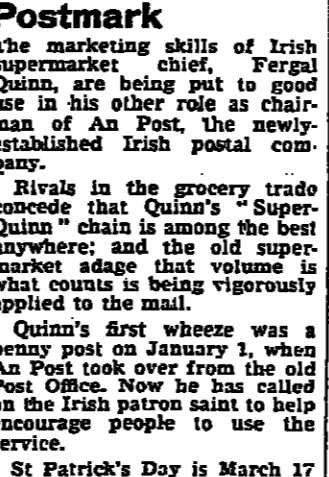 Postmark
The marketing skills of Irish
supermarket chief, Fergal
Quinn, are being put to good
use in his other role as chair-
man of An Post, the newly-
established Irish postal com-
pany.
Rivals in the grocery trade
concede that Quinn's "Super-
Quinn" chain is among the best
anywhere; and the old super-
market adage that volume is
what counts is being vigorously
applied to the mail.
Quinn's first wheeze was a
penny post on January 1, when
An Post took over from the old
Post Office. Now he has called
on the Irish patron saint to help
encourage people to use the
service.
St Patrick's Day is March 17